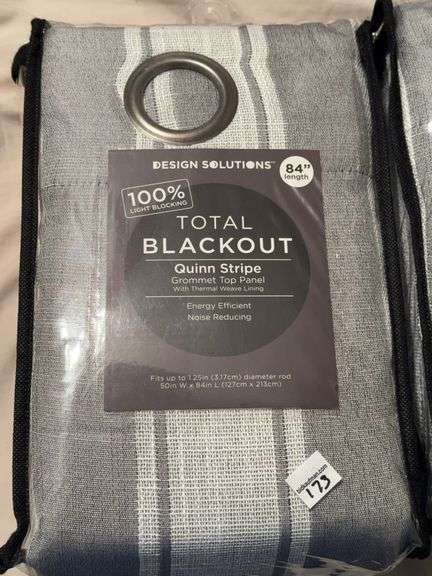 DESIGN SOLUTIONS™
84"
length
100%
LIGHT BLOCKING
TOTAL
BLACKOUT
Quinn Stripe
Grommet Top Panel
With Thermal Weave Lining
Energy Efficient
Noise Reducing
Fits up to 1.25in (3.17cm) diameter rod
50in W x 84in L (127cm x 213cm)
173